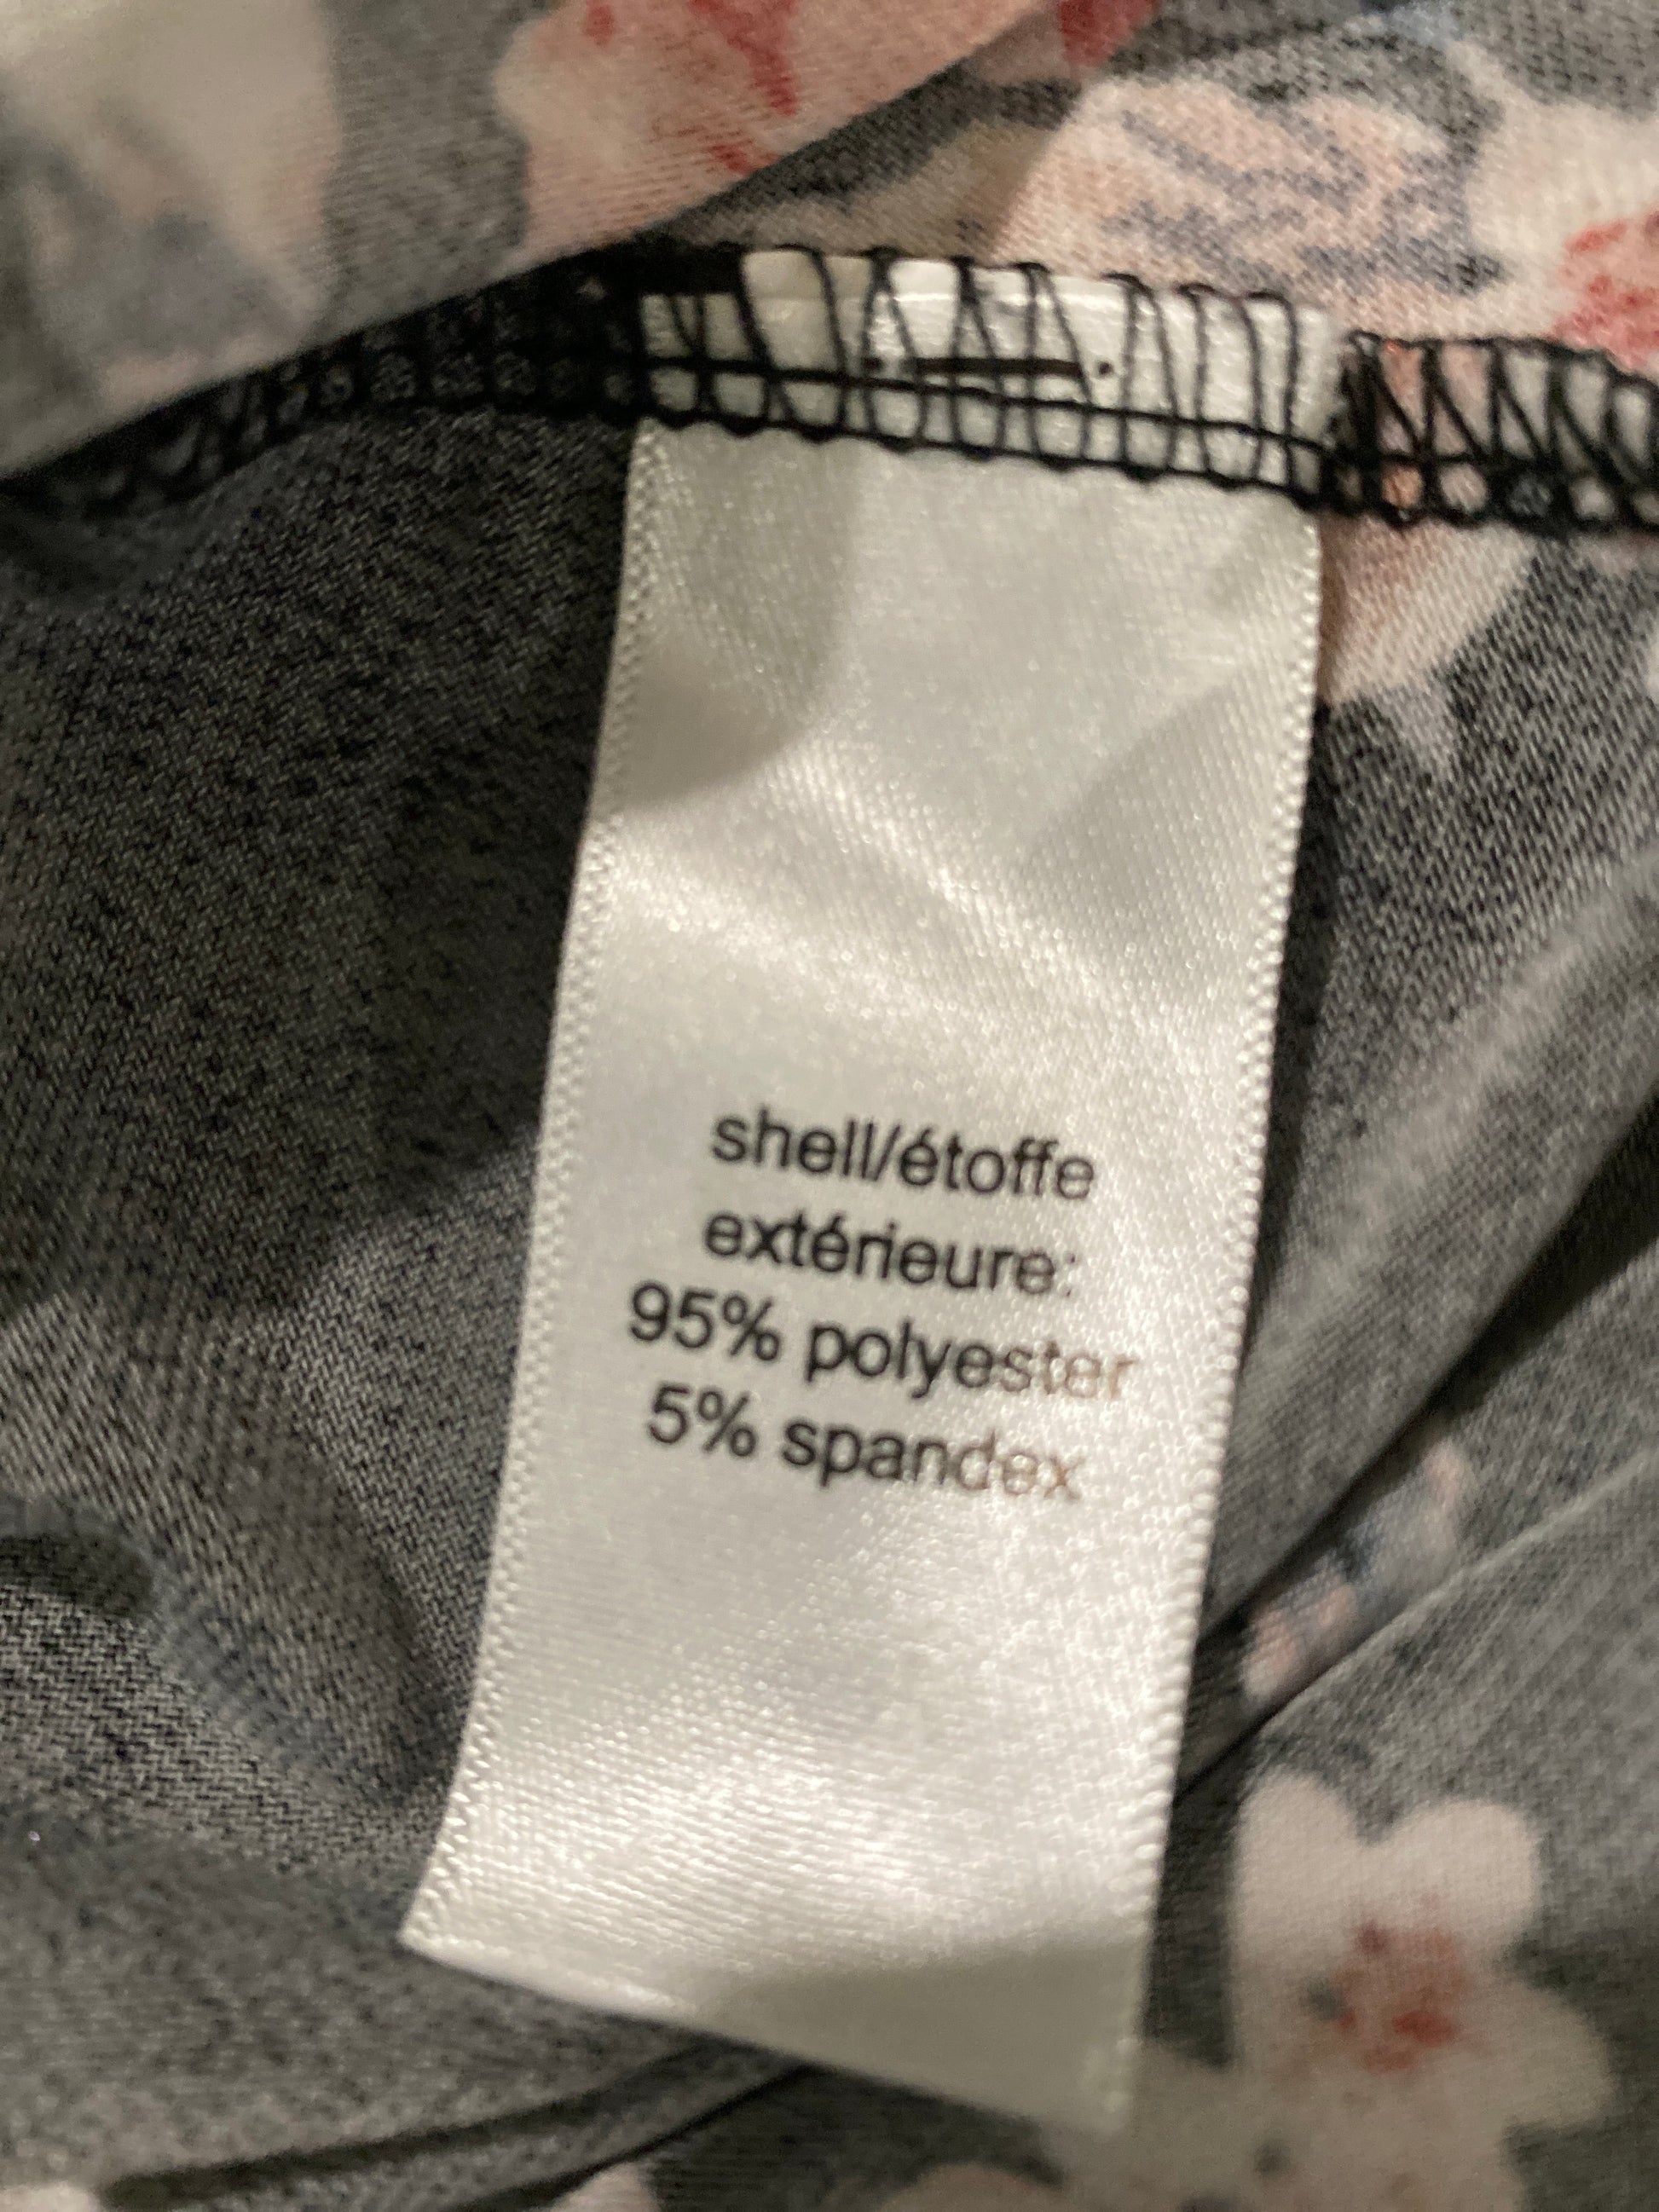 shell/étoffe
extérieure:
95% polyester
5% spandex